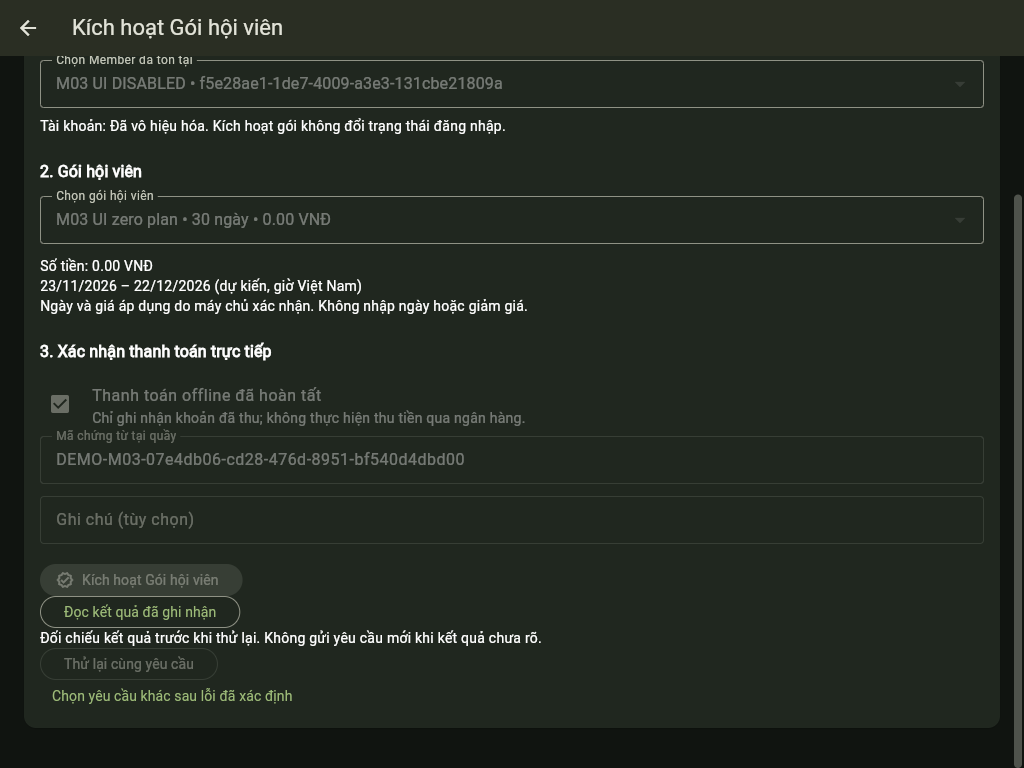 Kích hoạt Gói hội viên
Chọn Member đã tồn tại
M03 UI DISABLED • f5e28ae1-1de7-4009-a3e3-131cbe21809a
Tài khoản: Đã vô hiệu hóa. Kích hoạt gói không đổi trạng thái đăng nhập.
2. Gói hội viên
Chọn gói hội viên
M03 UI zero plan • 30 ngày • 0.00 VNĐ
Số tiền: 0.00 VNĐ
23/11/2026 – 22/12/2026 (dự kiến, giờ Việt Nam)
Ngày và giá áp dụng do máy chủ xác nhận. Không nhập ngày hoặc giảm giá.
3. Xác nhận thanh toán trực tiếp
Thanh toán offline đã hoàn tất
Chỉ ghi nhận khoản đã thu; không thực hiện thu tiền qua ngân hàng.
Mã chứng từ tại quầy
DEMO-M03-07e4db06-cd28-476d-8951-bf540d4dbd00
Ghi chú (tùy chọn)
Kích hoạt Gói hội viên
Đọc kết quả đã ghi nhận
Đối chiếu kết quả trước khi thử lại. Không gửi yêu cầu mới khi kết quả chưa rõ.
Thử lại cùng yêu cầu
Chọn yêu cầu khác sau lỗi đã xác định